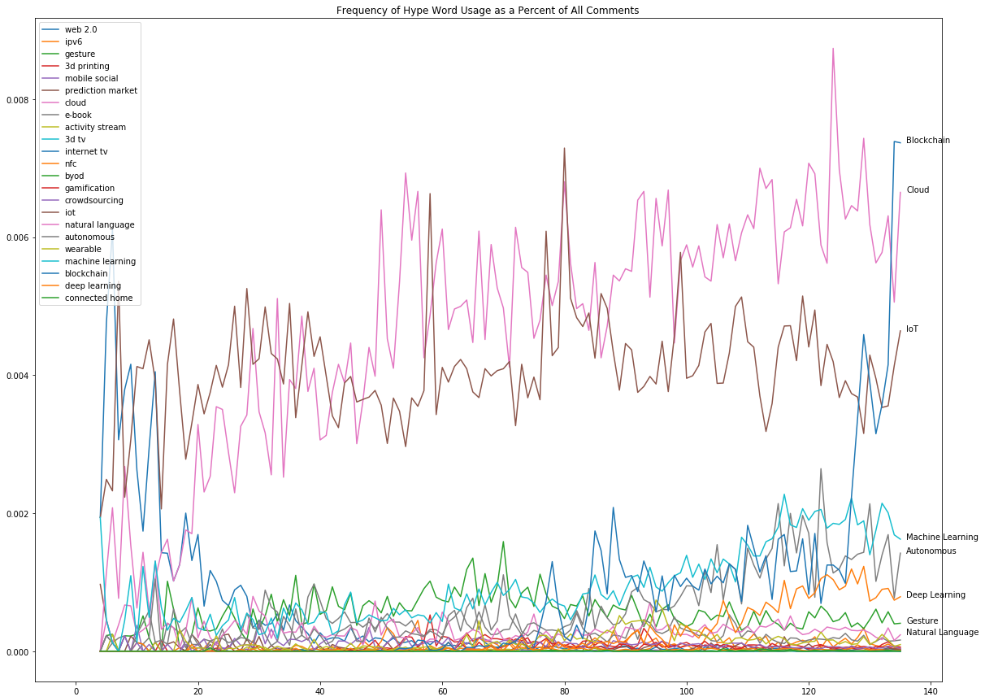 Frequency of Hype Word Usage as a Percent of All Comments
web 2.0
ipv6
gesture
3d printing
mobile social
prediction market
cloud
e-book
activity stream
3d tv
internet tv
nfc
byod
gamification
crowdsourcing
iot
natural language
autonomous
wearable
machine learning
blockchain
deep learning
connected home
0.008
0.006
0.004
0.002
0.000
Blockchain
Cloud
IoT
Machine Learning
Autonomous
Deep Learning
Gesture
Natural Language
0 20 40 60 80 100 120 140